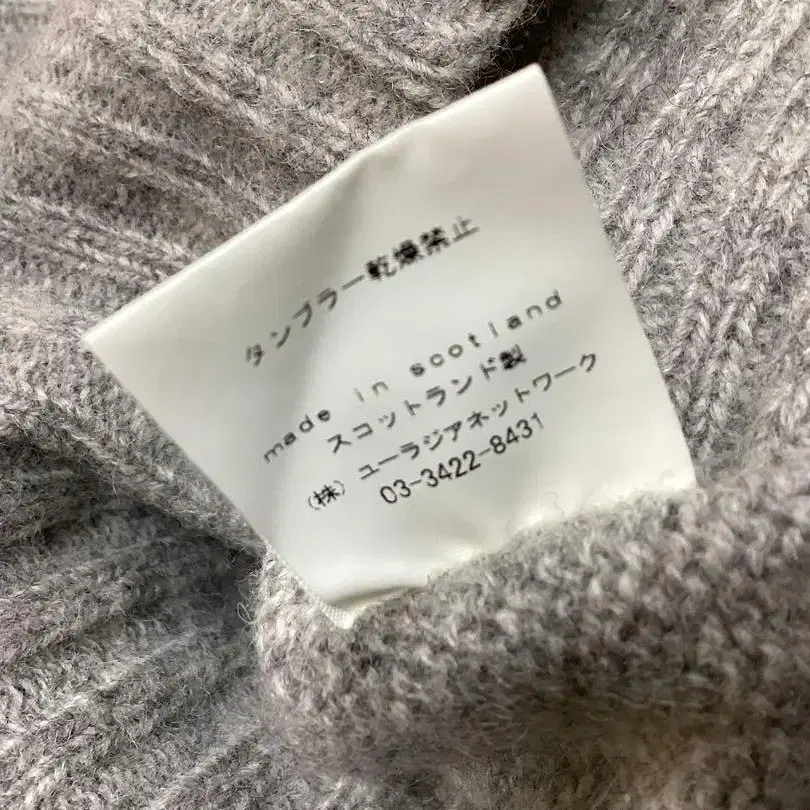 タンブラー乾燥禁止
made in scotland
スコットランド製
（株）ユーラジアネットワーク
03-3422-8431